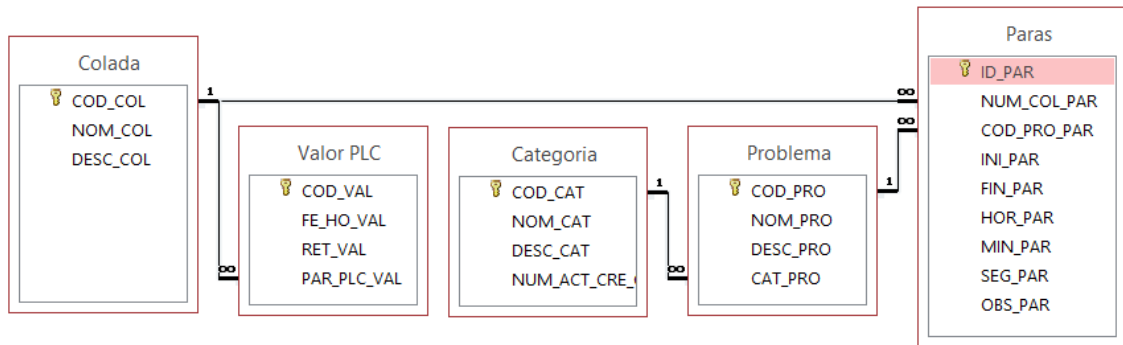 Colada
COD_COL
NOM_COL
DESC_COL
1
∞
Valor PLC
COD_VAL
FE_HO_VAL
RET_VAL
PAR_PLC_VAL
Categoria
COD_CAT
NOM_CAT
DESC_CAT
NUM_ACT_CRE_
1
∞
Problema
COD_PRO
NOM_PRO
DESC_PRO
CAT_PRO
1
∞
∞
Paras
ID_PAR
NUM_COL_PAR
COD_PRO_PAR
INI_PAR
FIN_PAR
HOR_PAR
MIN_PAR
SEG_PAR
OBS_PAR